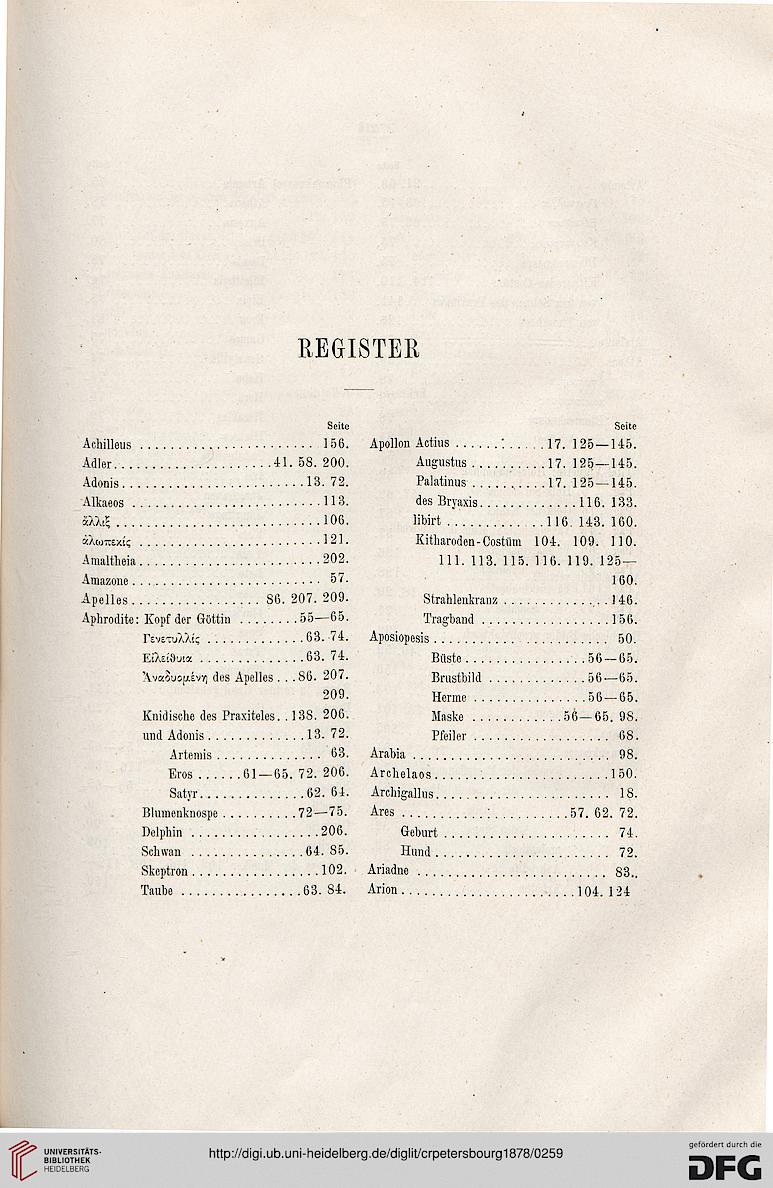 REGISTER
Seite
Achilleus ....................... 156.
Adler.....................41. 58. 200.
Adonis........................13. 72.
Alkaeos .........................113.
ἄλλιξ ...........................106.
ἀλωπεκίς ........................121.
Amaltheia........................202.
Amazone......................... 57.
Apelles................. 86. 207. 209.
Aphrodite: Kopf der Göttin ........55—65.
Γενετυλλίς .............63. 74.
Εἰλείθυια ..............63. 74.
Ἀναδυομένη des Apelles...86. 207.
209.
Knidische des Praxiteles..138. 206.
und Adonis.............13. 72.
Artemis .............. 63.
Eros ......61—65. 72. 206.
Satyr..............62. 64.
Blumenknospe ..........72—75.
Delphin .................206.
Schwan ...............64. 85.
Skeptron.................102.
Taube ................63. 84.
Seite
Apollon Actius ............17. 125—145.
Augustus ..........17. 125—145.
Palatinus ..........17. 125—145.
des Bryaxis.............116. 133.
libirt .............116. 143. 160.
Kitharoden-Costüm 104. 109. 110.
111. 113. 115. 116. 119. 125—
160.
Strahlenkranz ..............146.
Tragband .................156.
Aposiopesis....................... 50.
Büste................56—65.
Brustbild .............56—65.
Herme ...............56—65.
Maske ............56—65. 98.
Pfeiler .................. 68.
Arabia .......................... 98.
Archelaos.......................150.
Archigallus....................... 18.
Ares ......................57. 62. 72.
Geburt ...................... 74.
Hund....................... 72.
Ariadne ......................... 83..
Arion.......................104. 124
UNIVERSITÄTS-
BIBLIOTHEK
HEIDELBERG
http://digi.ub.uni-heidelberg.de/diglit/crpetersbourg1878/0259
gefördert durch die
DFG